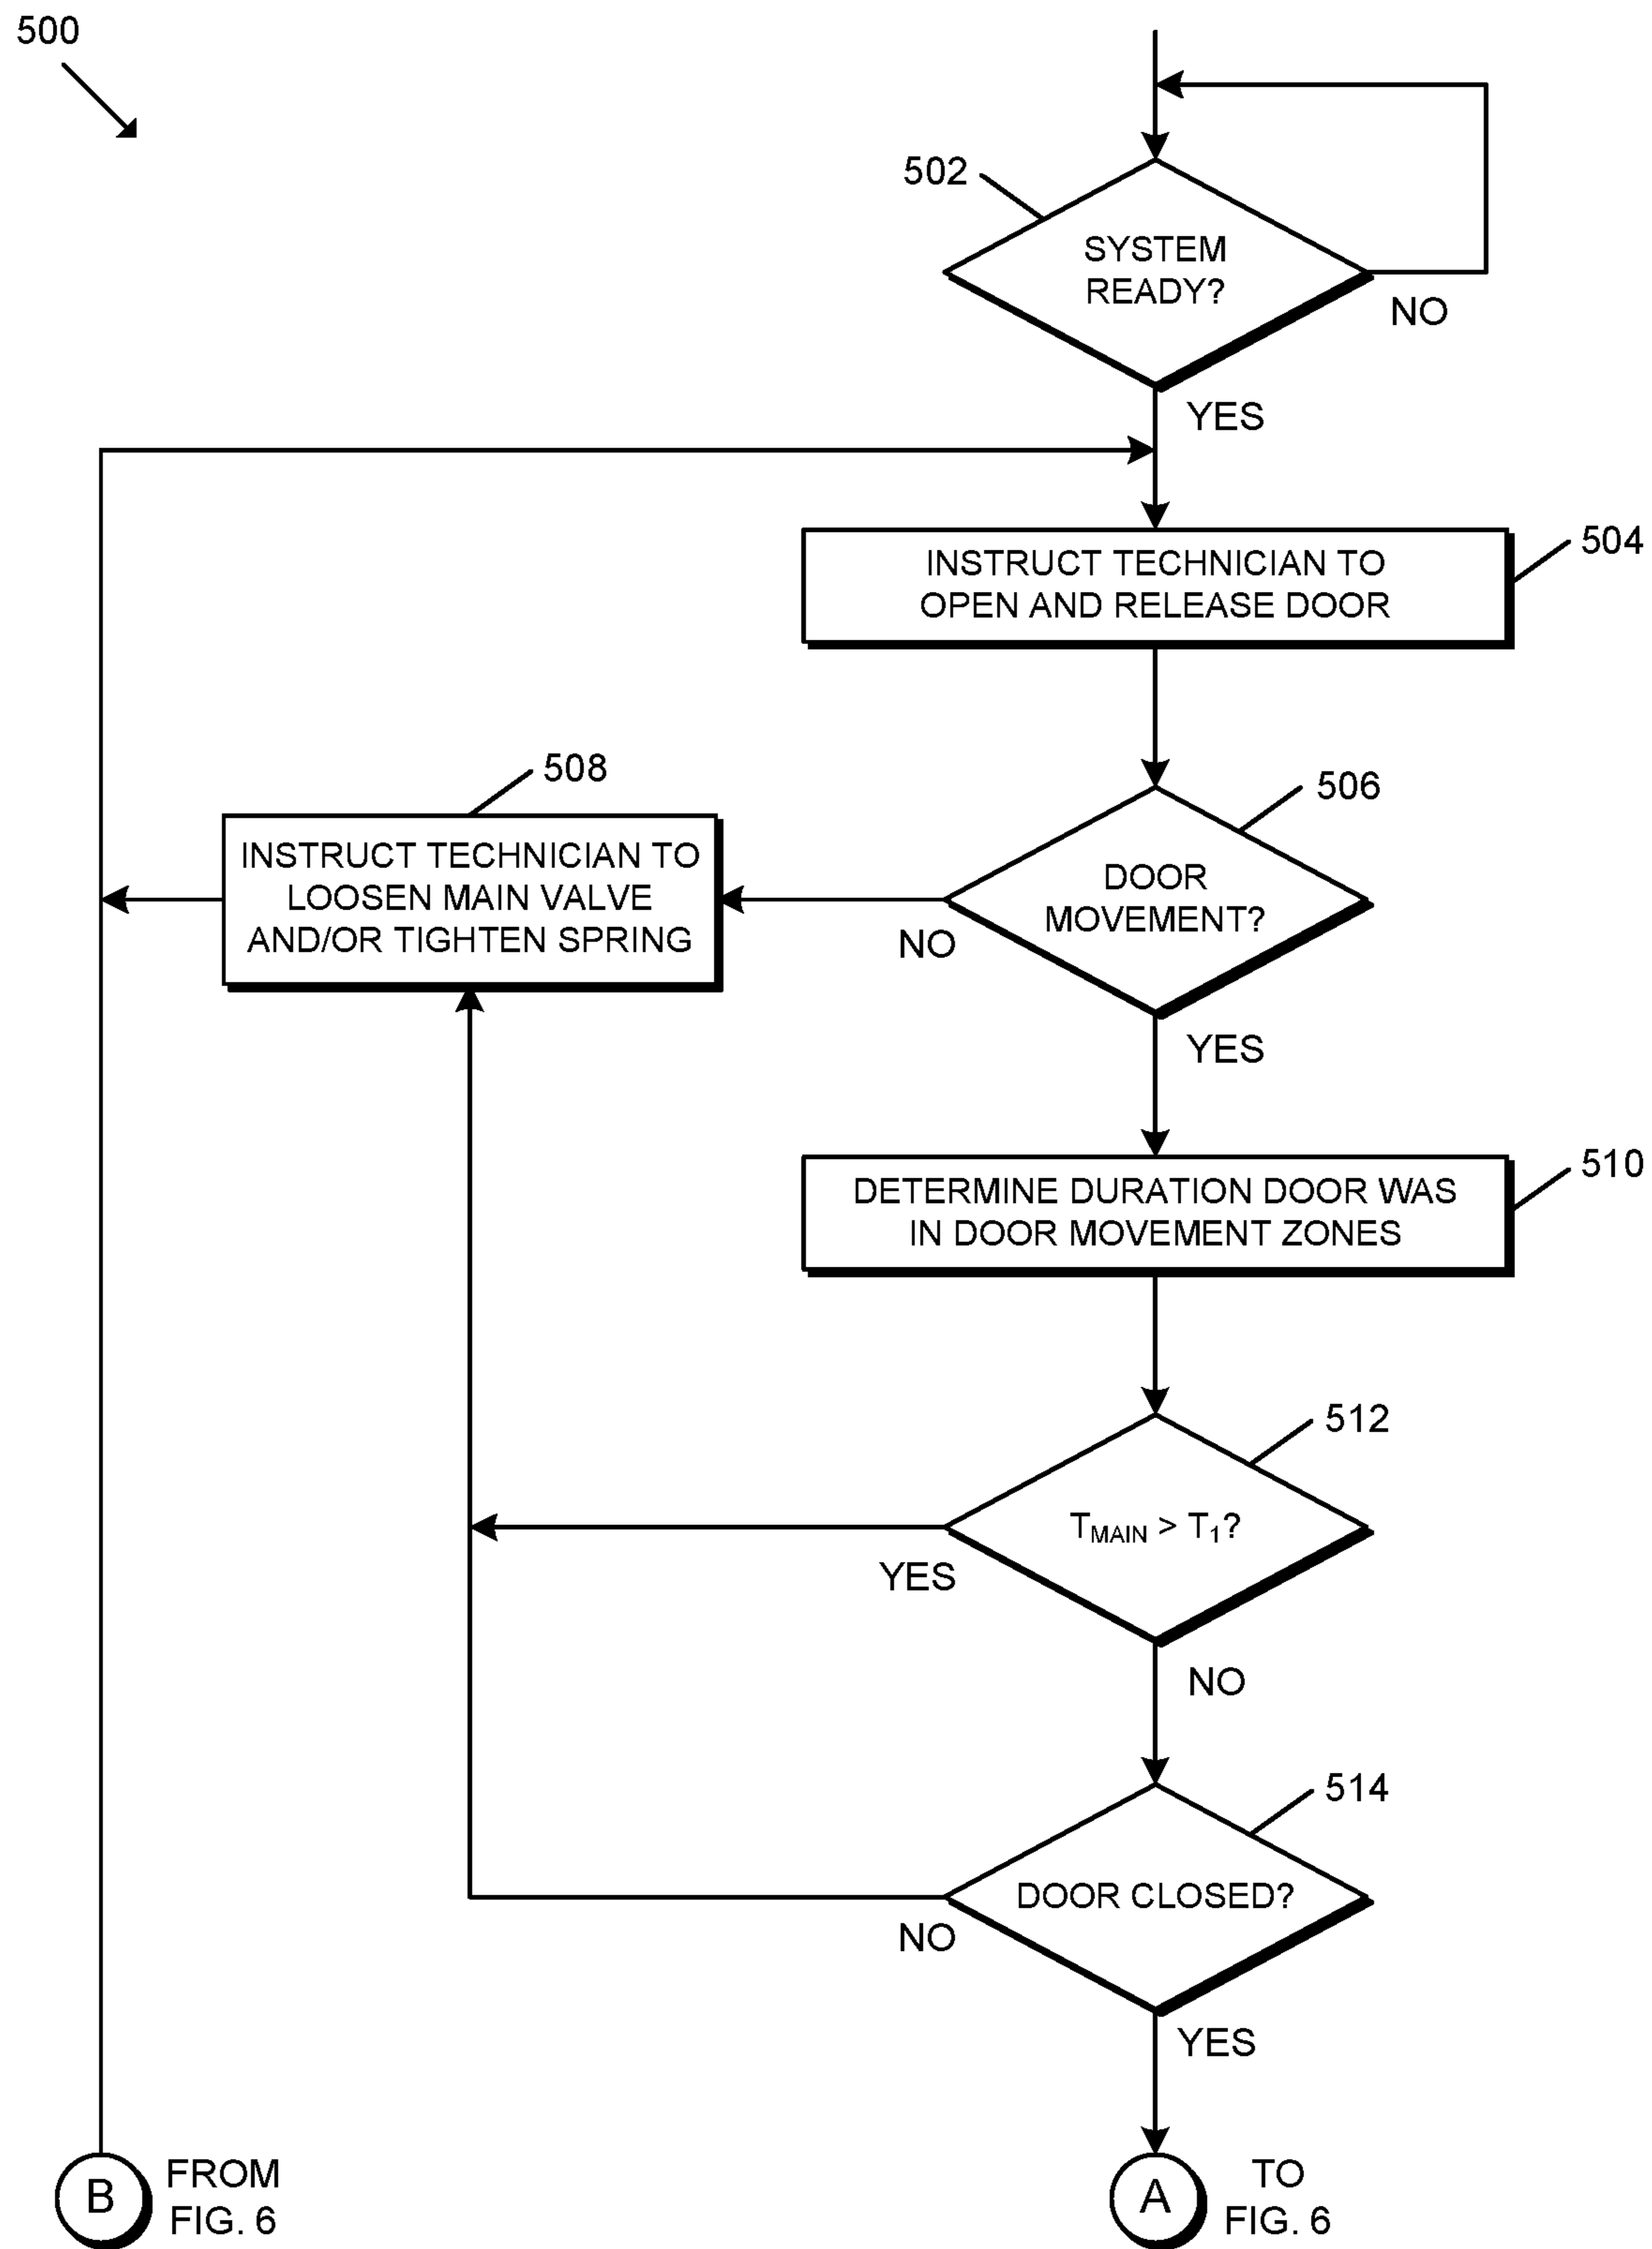 500
502
SYSTEM
READY?
NO
YES
504
INSTRUCT TECHNICIAN TO
OPEN AND RELEASE DOOR
508
506
INSTRUCT TECHNICIAN TO
LOOSEN MAIN VALVE
AND/OR TIGHTEN SPRING
DOOR
MOVEMENT?
NO
YES
510
DETERMINE DURATION DOOR WAS
IN DOOR MOVEMENT ZONES
512
T_MAIN > T_1?
YES
NO
514
DOOR CLOSED?
NO
YES
B
FROM
FIG. 6
A
TO
FIG. 6